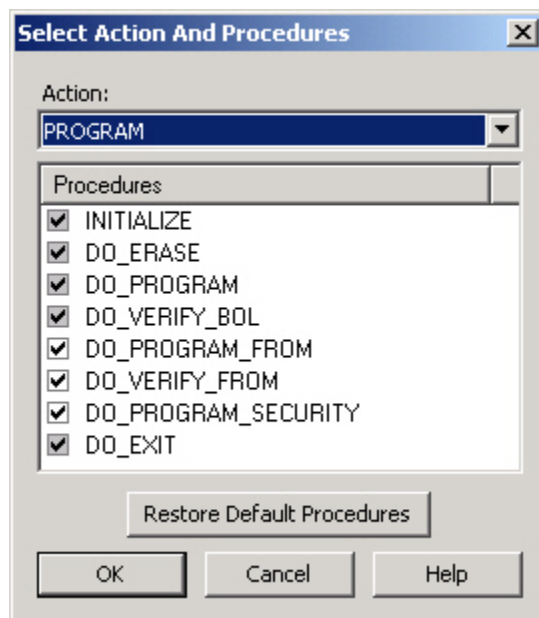 Select Action And Procedures
Action:
PROGRAM
Procedures
INITIALIZE
DO_ERASE
DO_PROGRAM
DO_VERIFY_BOL
DO_PROGRAM_FROM
DO_VERIFY_FROM
DO_PROGRAM_SECURITY
DO_EXIT
Restore Default Procedures
OK Cancel Help